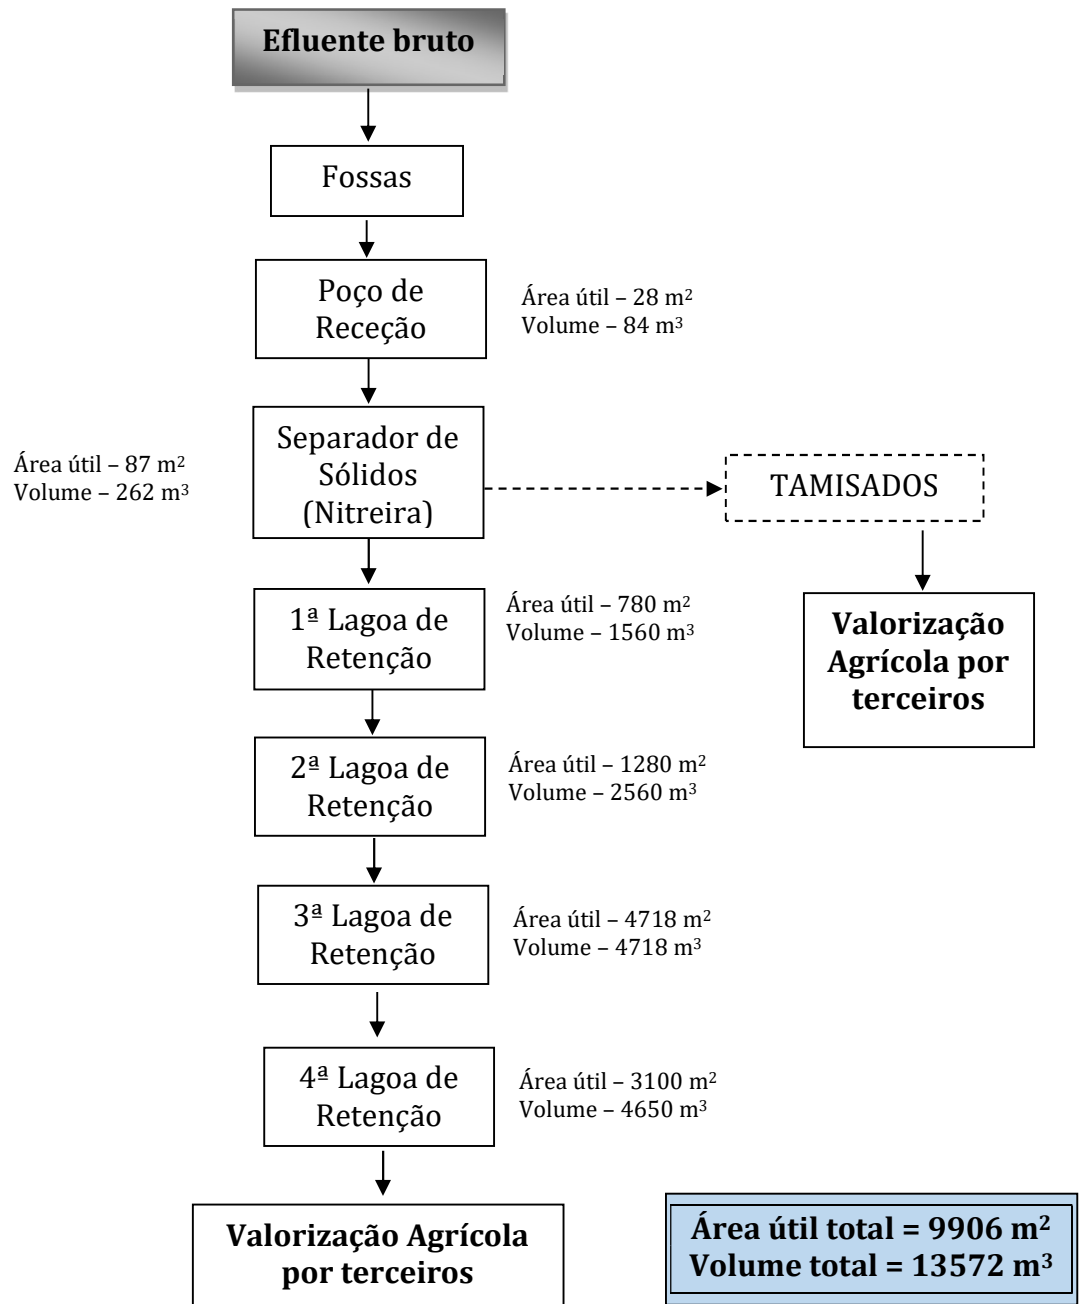 Efluente bruto
Fossas
Poço de
Receção
Área útil – 28 m²
Volume – 84 m³
Separador de
Sólidos
(Nitreira)
Área útil – 87 m²
Volume – 262 m³
TAMISADOS
Valorização
Agrícola por
terceiros
1ª Lagoa de
Retenção
Área útil – 780 m²
Volume – 1560 m³
2ª Lagoa de
Retenção
Área útil – 1280 m²
Volume – 2560 m³
3ª Lagoa de
Retenção
Área útil – 4718 m²
Volume – 4718 m³
4ª Lagoa de
Retenção
Área útil – 3100 m²
Volume – 4650 m³
Valorização Agrícola
por terceiros
Área útil total = 9906 m²
Volume total = 13572 m³